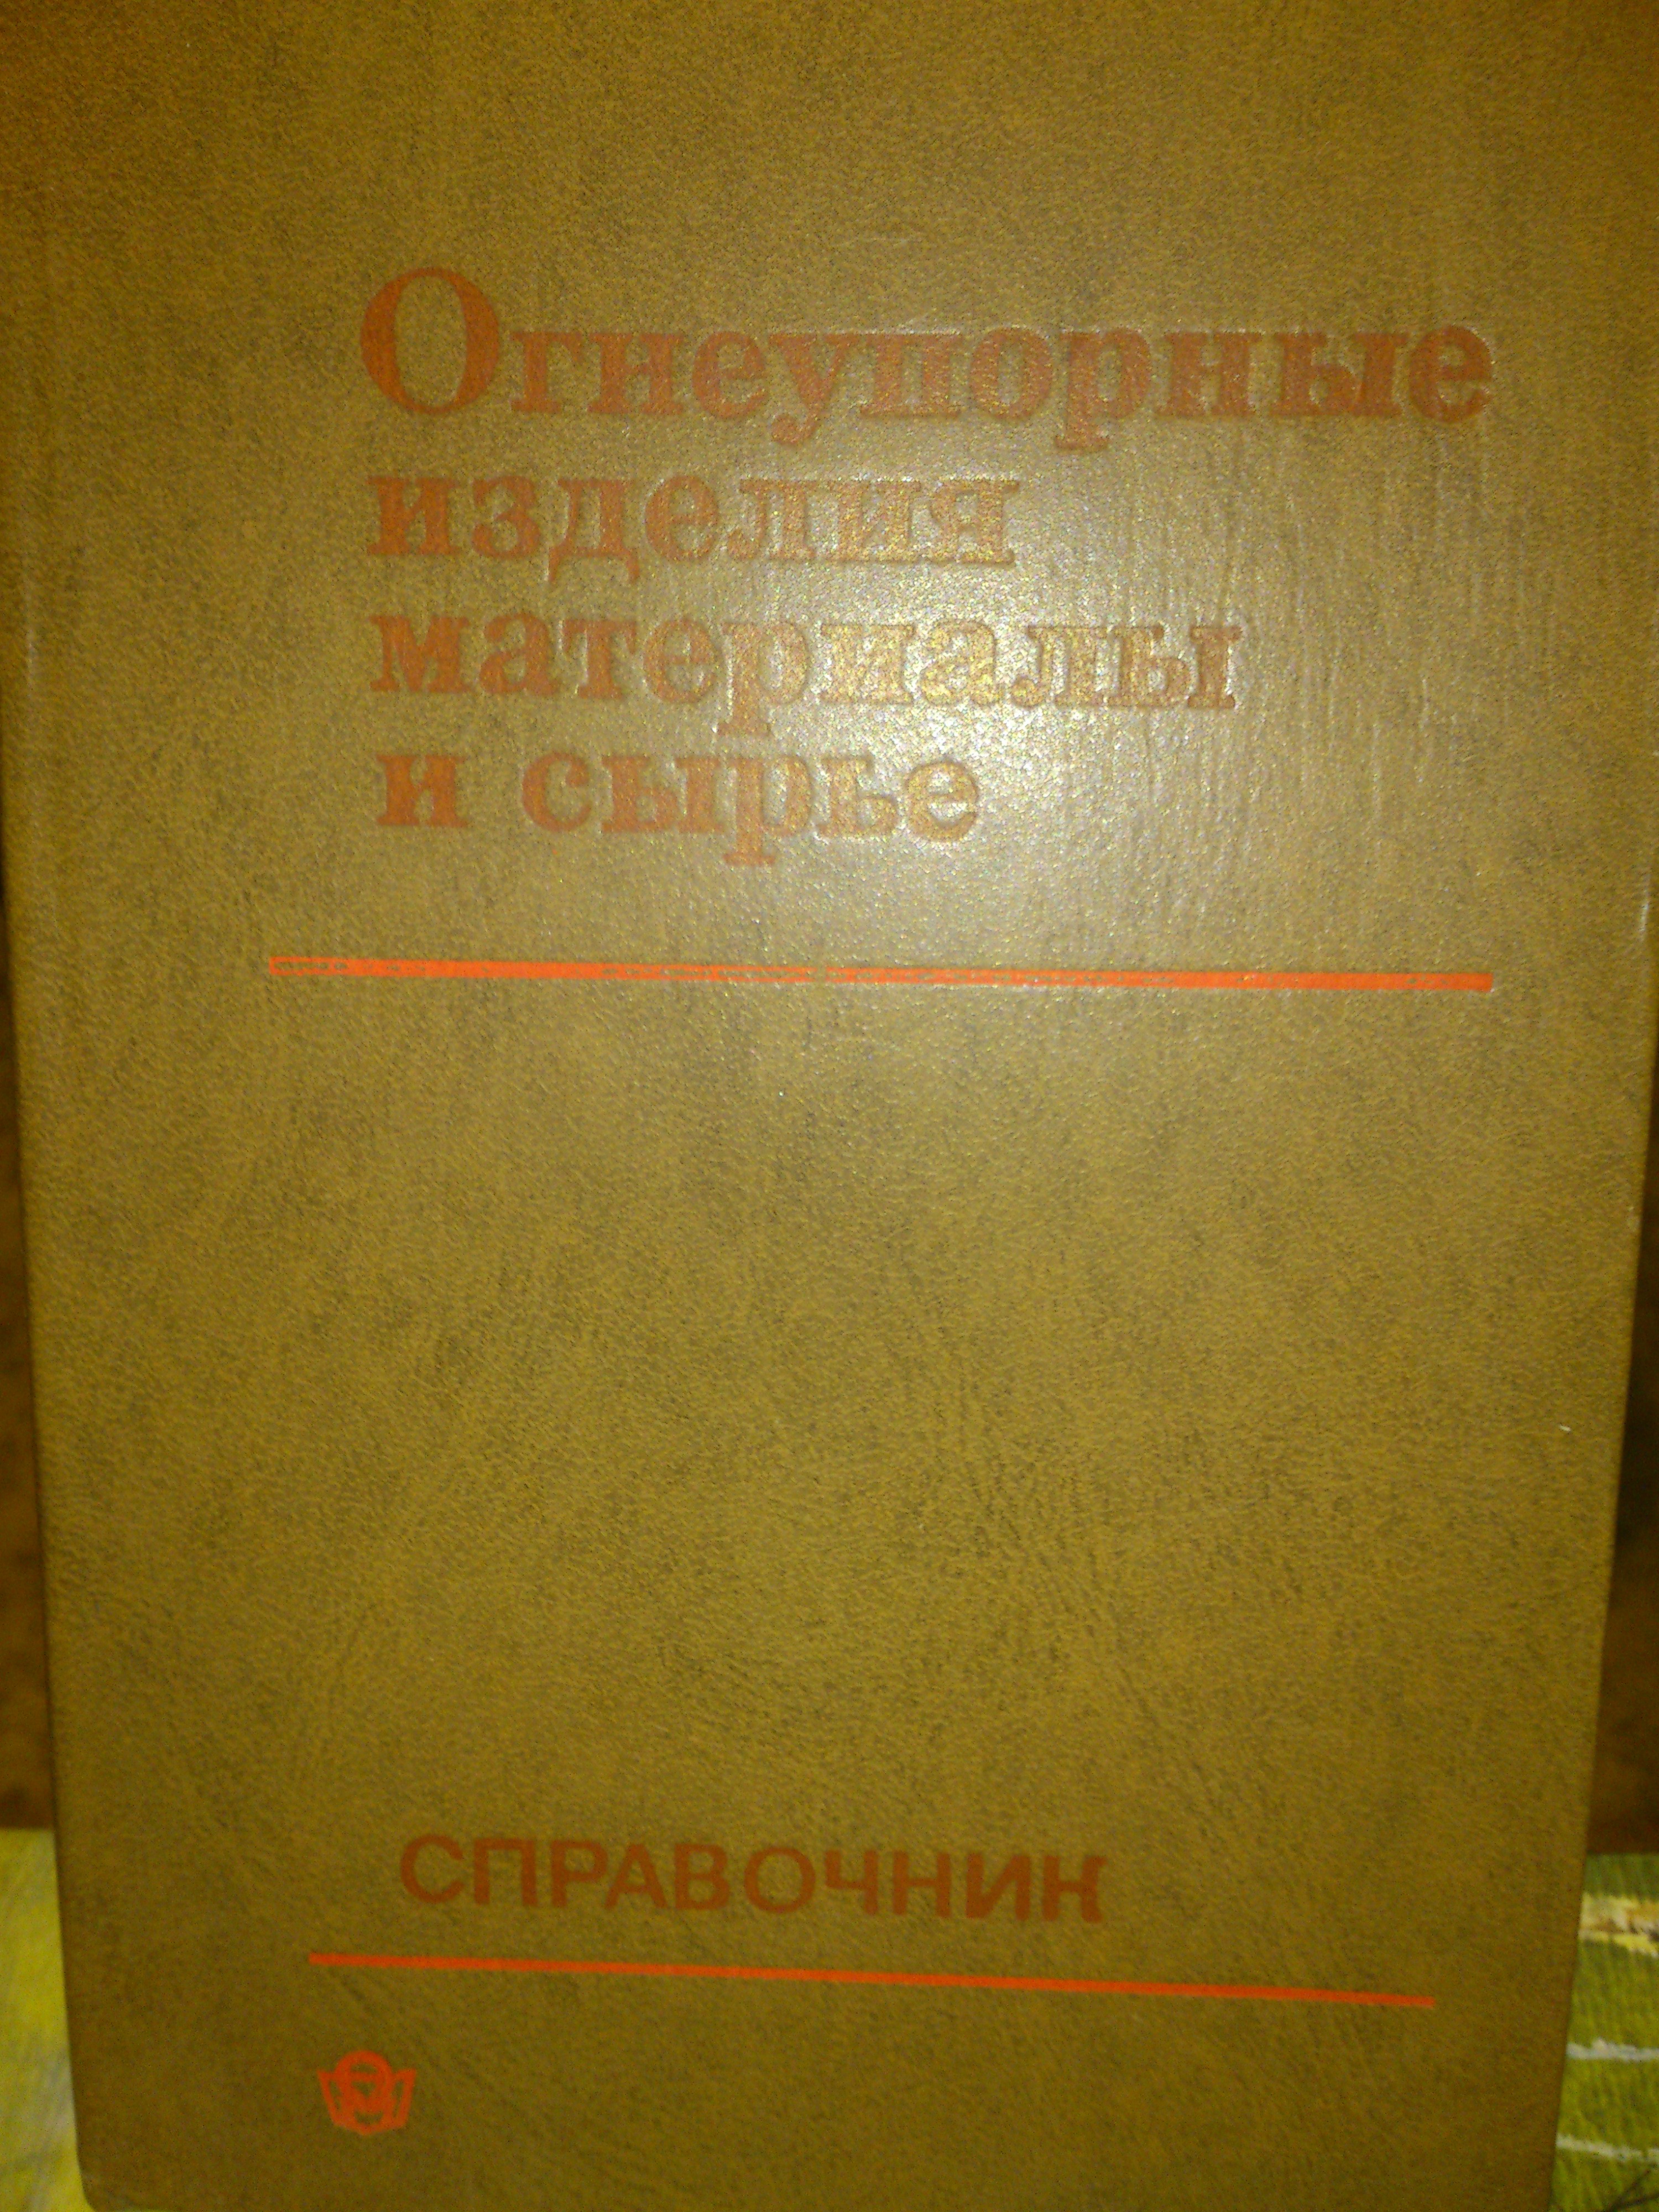 Огнеупорные
изделия
материалы
и сырье
СПРАВОЧНИК